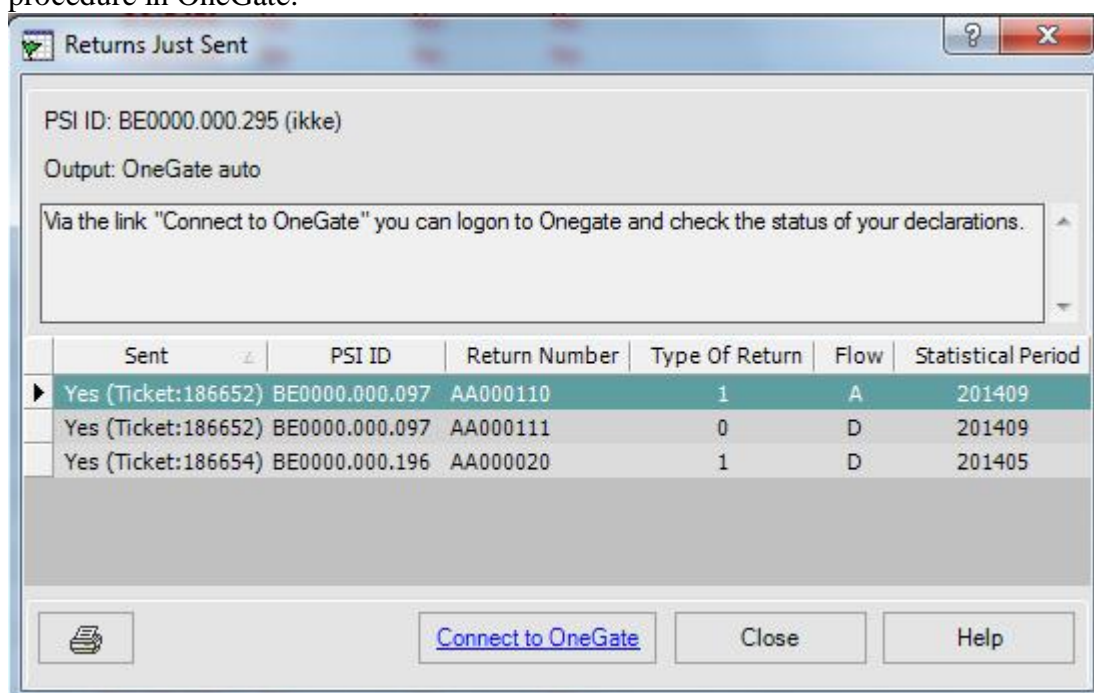 procedure in OneGate.
Returns Just Sent
PSI ID: BE0000.000.295 (ikke)
Output: OneGate auto
Via the link "Connect to OneGate" you can logon to Onegate and check the status of your declarations.
Sent PSI ID Return Number Type Of Return Flow Statistical Period
Yes (Ticket:186652) BE0000.000.097 AA000110 1 A 201409
Yes (Ticket:186652) BE0000.000.097 AA000111 0 D 201409
Yes (Ticket:186654) BE0000.000.196 AA000020 1 D 201405
Connect to OneGate Close Help